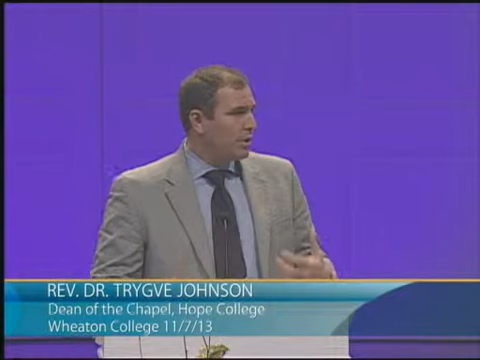 REV. DR. TRYGVE JOHNSON
Dean of the Chapel, Hope College
Wheaton College 11/7/13